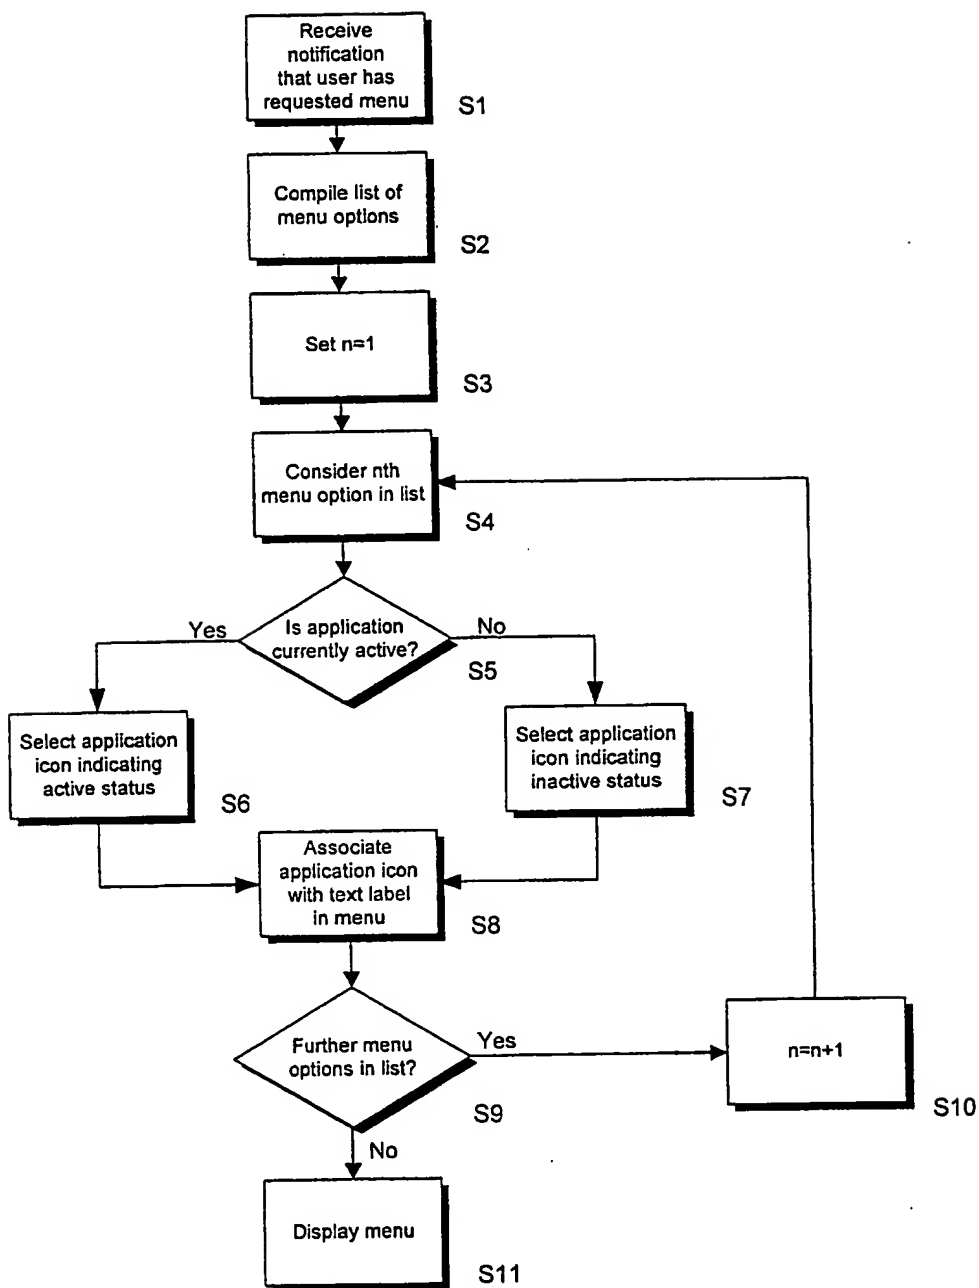 Receive
notification
that user has
requested menu
S1
Compile list of
menu options
S2
Set n=1
S3
Consider nth
menu option in list
S4
Is application
currently active?
Yes
No
S5
Select application
icon indicating
active status
S6
Select application
icon indicating
inactive status
S7
Associate
application icon
with text label
in menu
S8
Further menu
options in list?
Yes
S9
n=n+1
S10
No
Display menu
S11